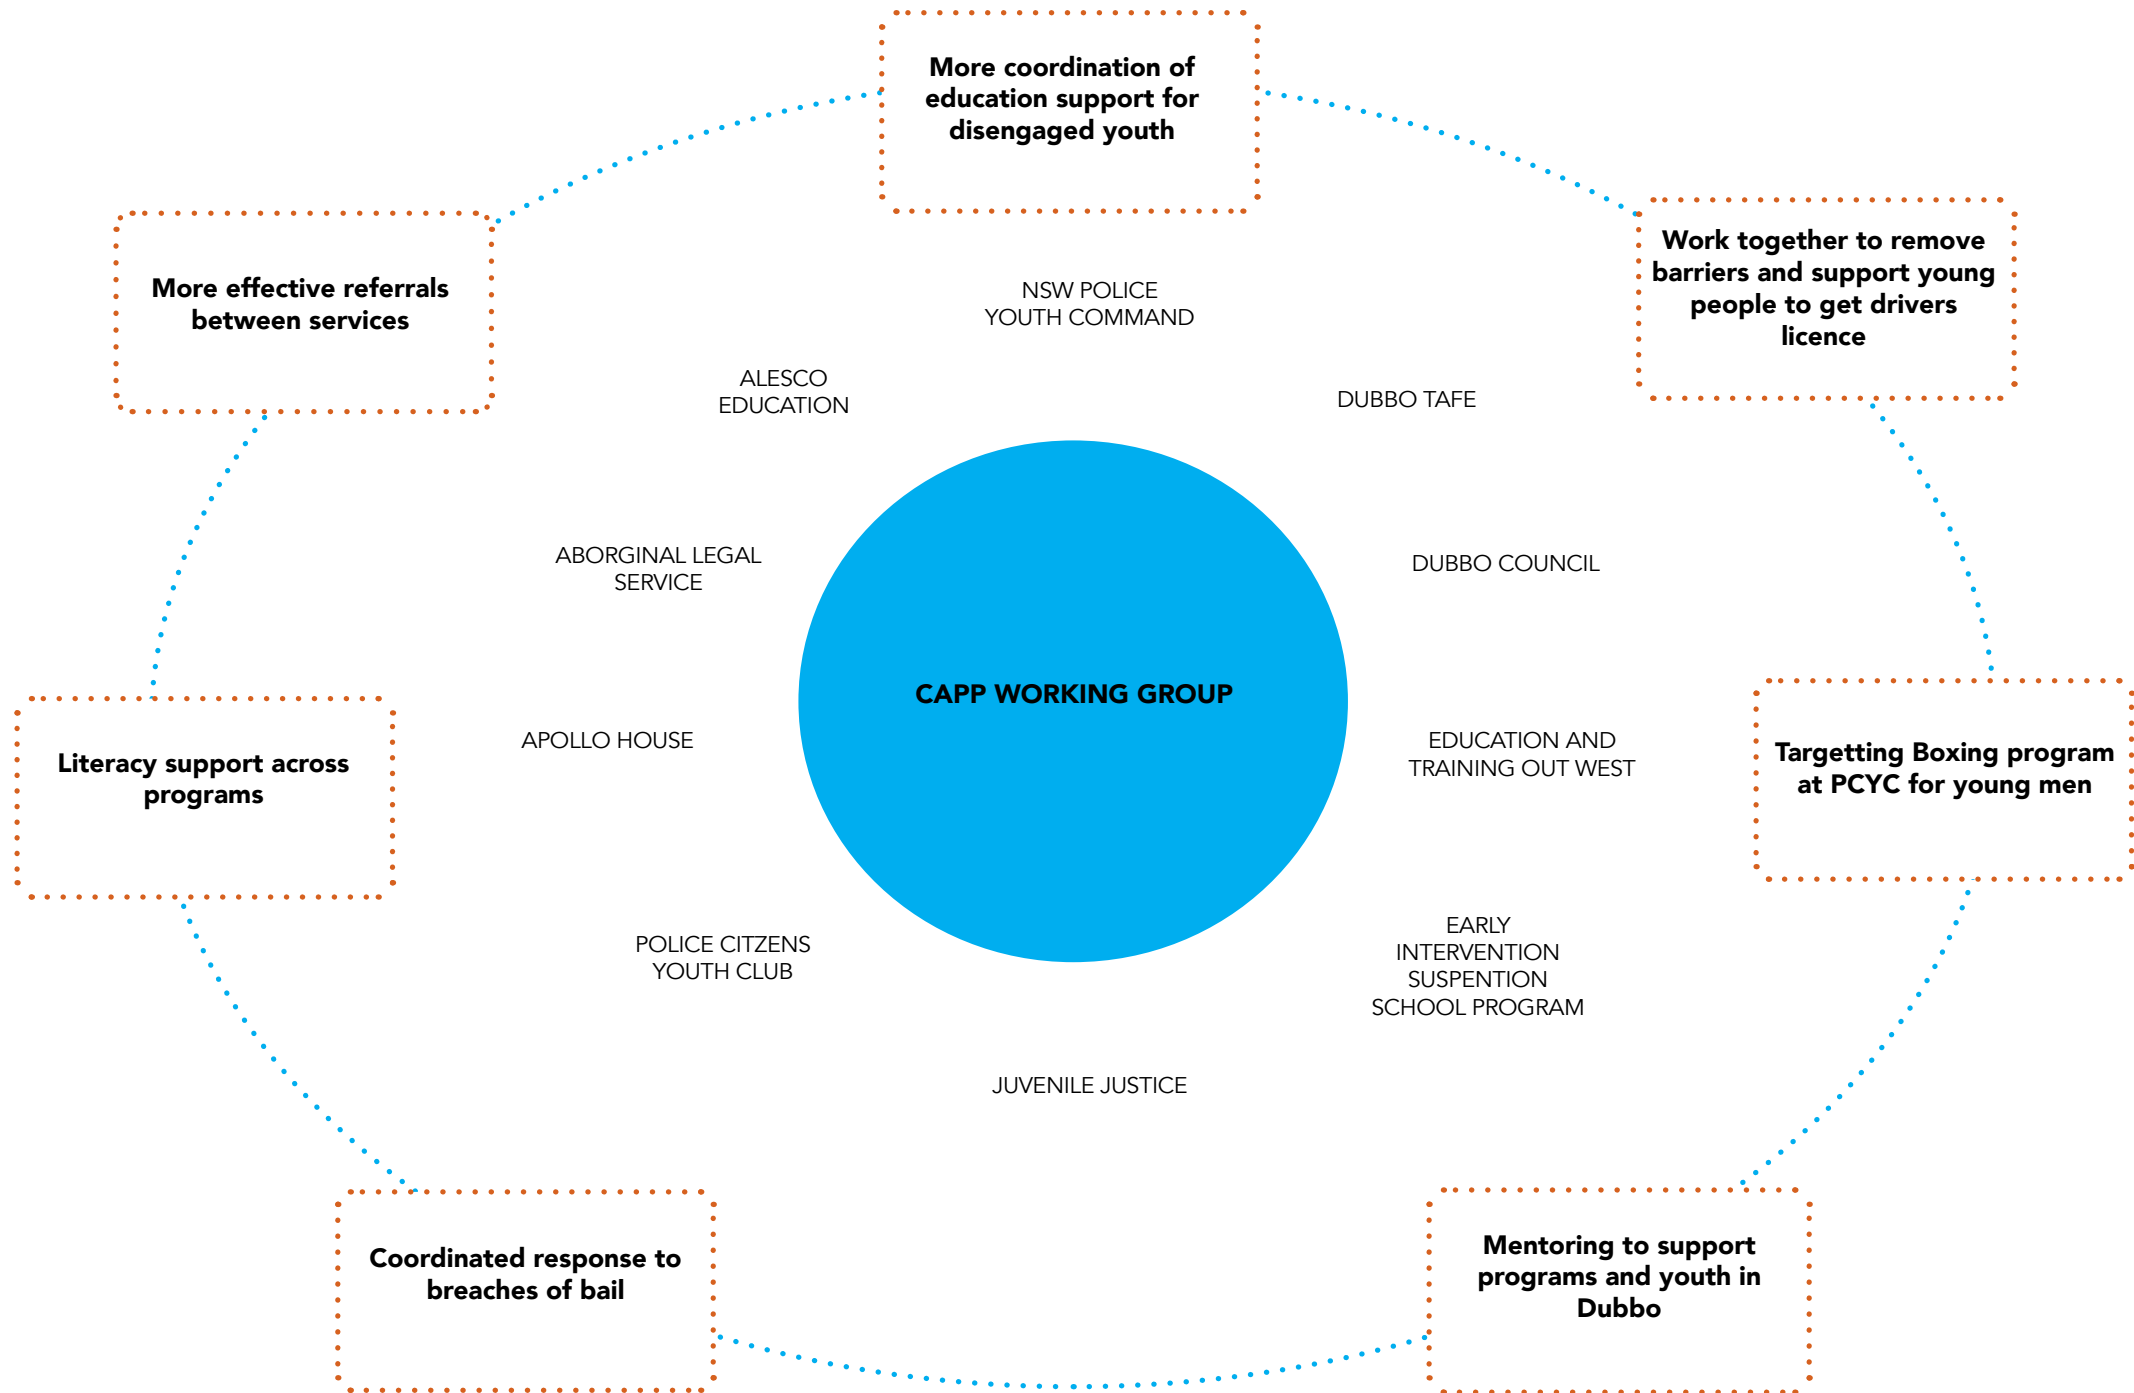 More coordination of
education support for
disengaged youth
Work together to remove
barriers and support young
people to get drivers
licence
More effective referrals
between services
NSW POLICE
YOUTH COMMAND
ALESCO
EDUCATION
DUBBO TAFE
ABORGINAL LEGAL
SERVICE
DUBBO COUNCIL
CAPP WORKING GROUP
APOLLO HOUSE
EDUCATION AND
TRAINING OUT WEST
Literacy support across
programs
Targetting Boxing program
at PCYC for young men
POLICE CITZENS
YOUTH CLUB
EARLY
INTERVENTION
SUSPENTION
SCHOOL PROGRAM
JUVENILE JUSTICE
Coordinated response to
breaches of bail
Mentoring to support
programs and youth in
Dubbo